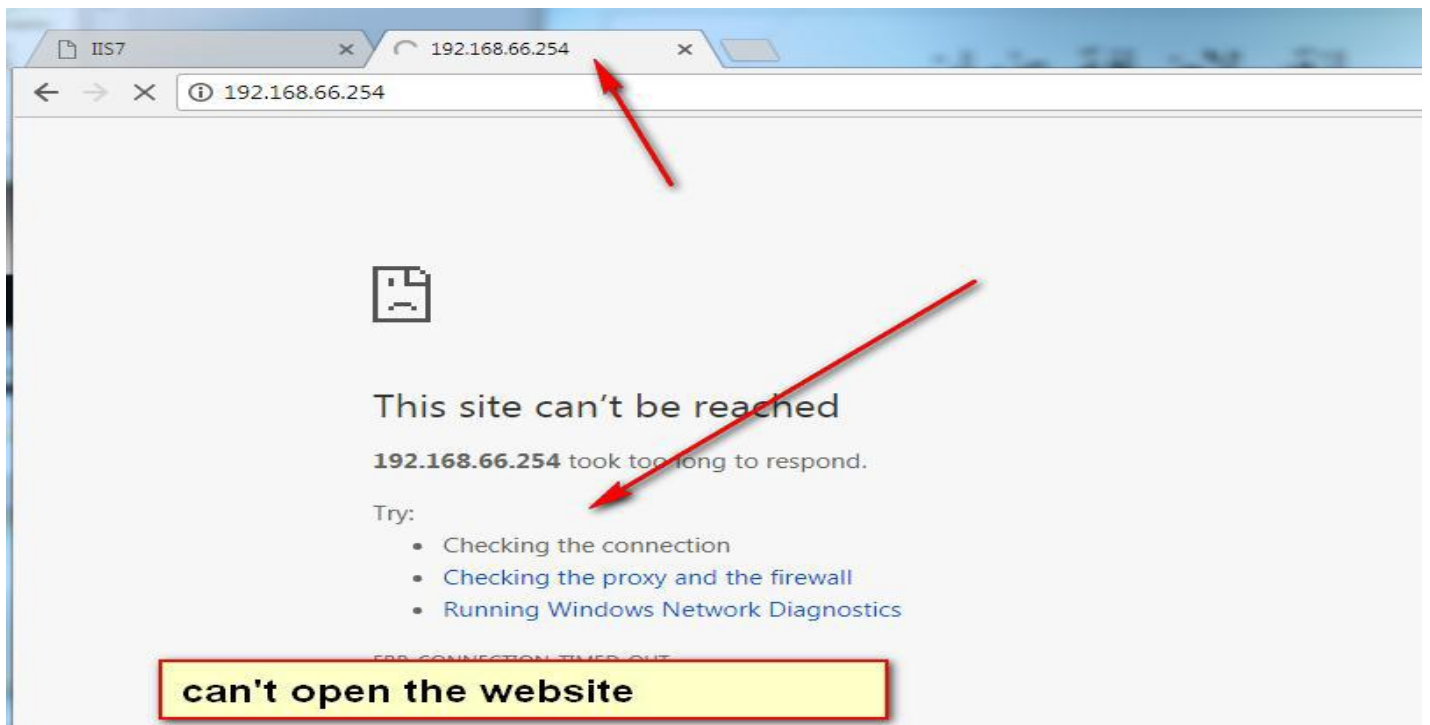 IIS7
192.168.66.254
192.168.66.254
This site can’t be reached
192.168.66.254 took too long to respond.
Try:
• Checking the connection
• Checking the proxy and the firewall
• Running Windows Network Diagnostics
ERR_CONNECTION_TIMED_OUT
can't open the website